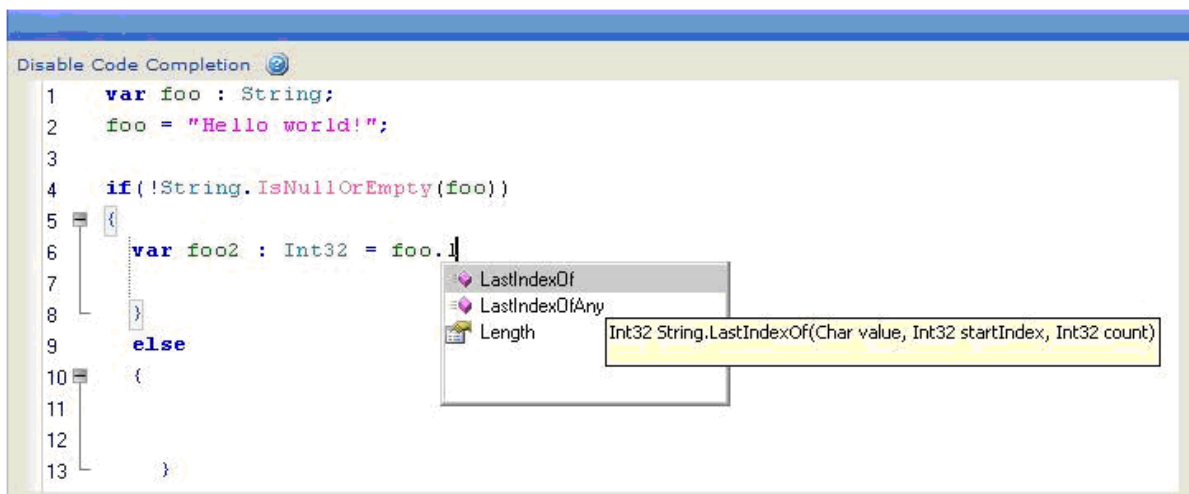 Disable Code Completion
1 var foo : String;
2 foo = "Hello world!";
3
4 if(!String.IsNullOrEmpty(foo))
5 {
6 var foo2 : Int32 = foo.l
7
LastIndexOf
LastIndexOfAny
Length
Int32 String.LastIndexOf(Char value, Int32 startIndex, Int32 count)
8 }
9 else
10 {
11
12
13 }